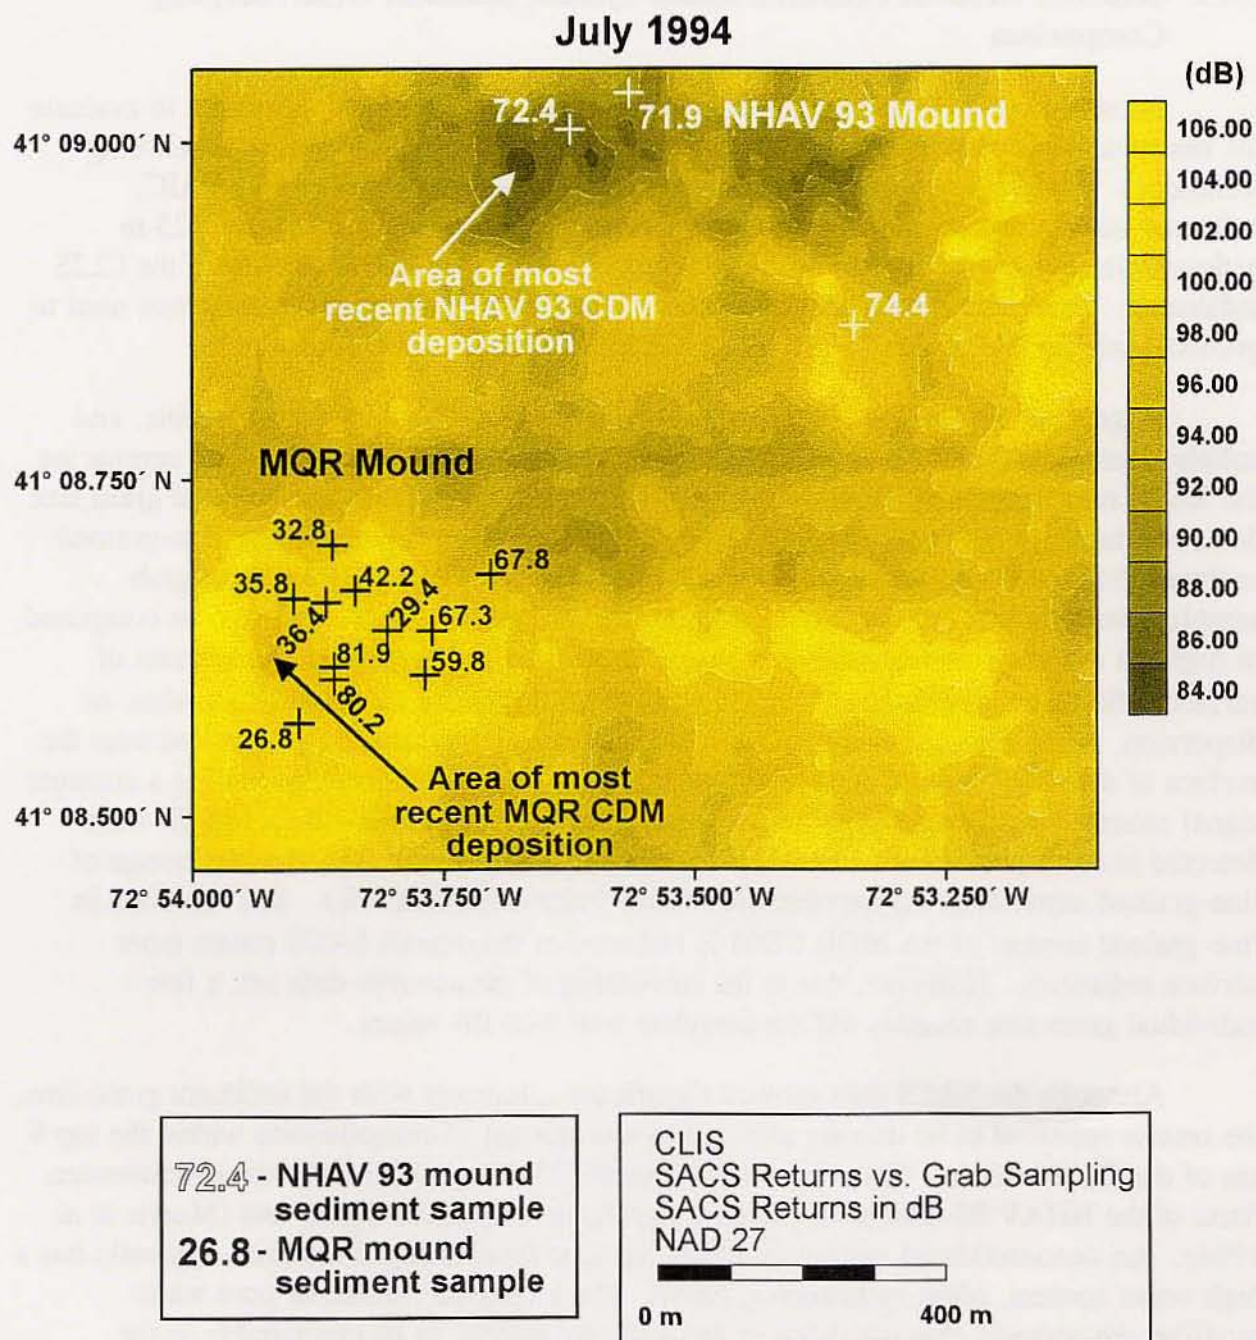 July 1994
(dB)
72.4
71.9
NHAV 93 Mound
106.00
41° 09.000´ N
104.00
102.00
100.00
Area of most
recent NHAV 93 CDM
deposition
74.4
98.00
96.00
94.00
MQR Mound
41° 08.750´ N
92.00
90.00
32.8
67.8
35.8
42.2
29.4
88.00
36.4
67.3
86.00
81.9
59.8
84.00
80.2
26.8
Area of most
recent MQR CDM
deposition
41° 08.500´ N
72° 54.000´ W
72° 53.750´ W
72° 53.500´ W
72° 53.250´ W
72.4 - NHAV 93 mound
sediment sample
26.8 - MQR mound
sediment sample
CLIS
SACS Returns vs. Grab Sampling
SACS Returns in dB
NAD 27
0 m
400 m